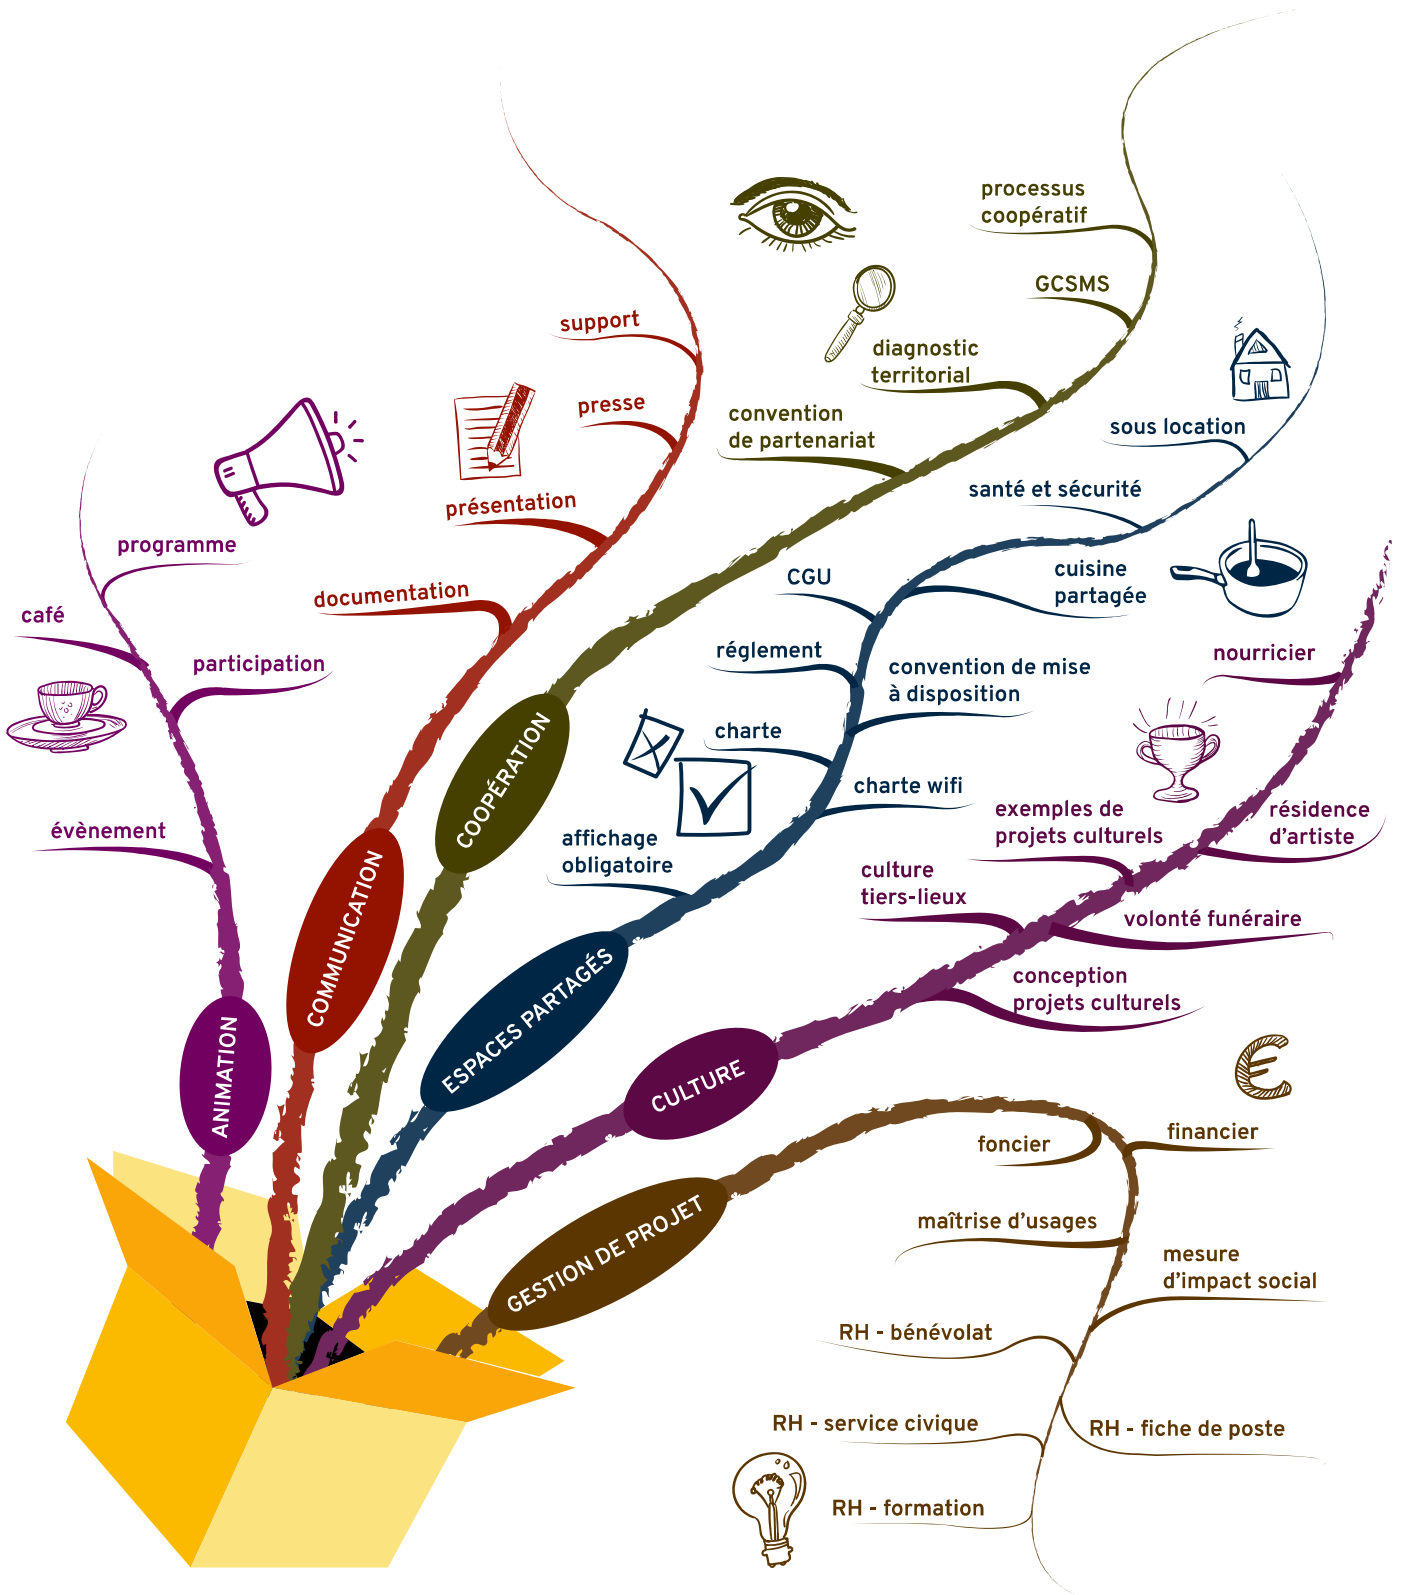 ANIMATION
programme
café
participation
évènement
COMMUNICATION
support
presse
présentation
documentation
COOPÉRATION
processus
coopératif
GCSMS
diagnostic
territorial
convention
de partenariat
ESPACES PARTAGÉS
sous location
santé et sécurité
cuisine
partagée
CGU
réglement
convention de mise
à disposition
charte
charte wifi
affichage
obligatoire
CULTURE
nourricier
résidence
d'artiste
exemples de
projets culturels
culture
tiers-lieux
volonté funéraire
conception
projets culturels
GESTION DE PROJET
foncier
financier
€
maîtrise d'usages
mesure
d'impact social
RH - bénévolat
RH - service civique
RH - fiche de poste
RH - formation